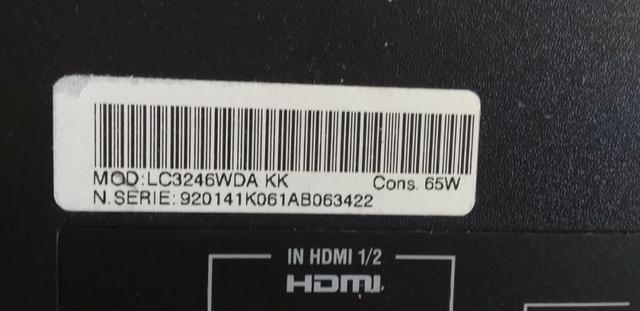 MOD:LC3246WDA KK Cons. 65W
N.SERIE: 920141K061AB063422
IN HDMI 1/2
HDMI